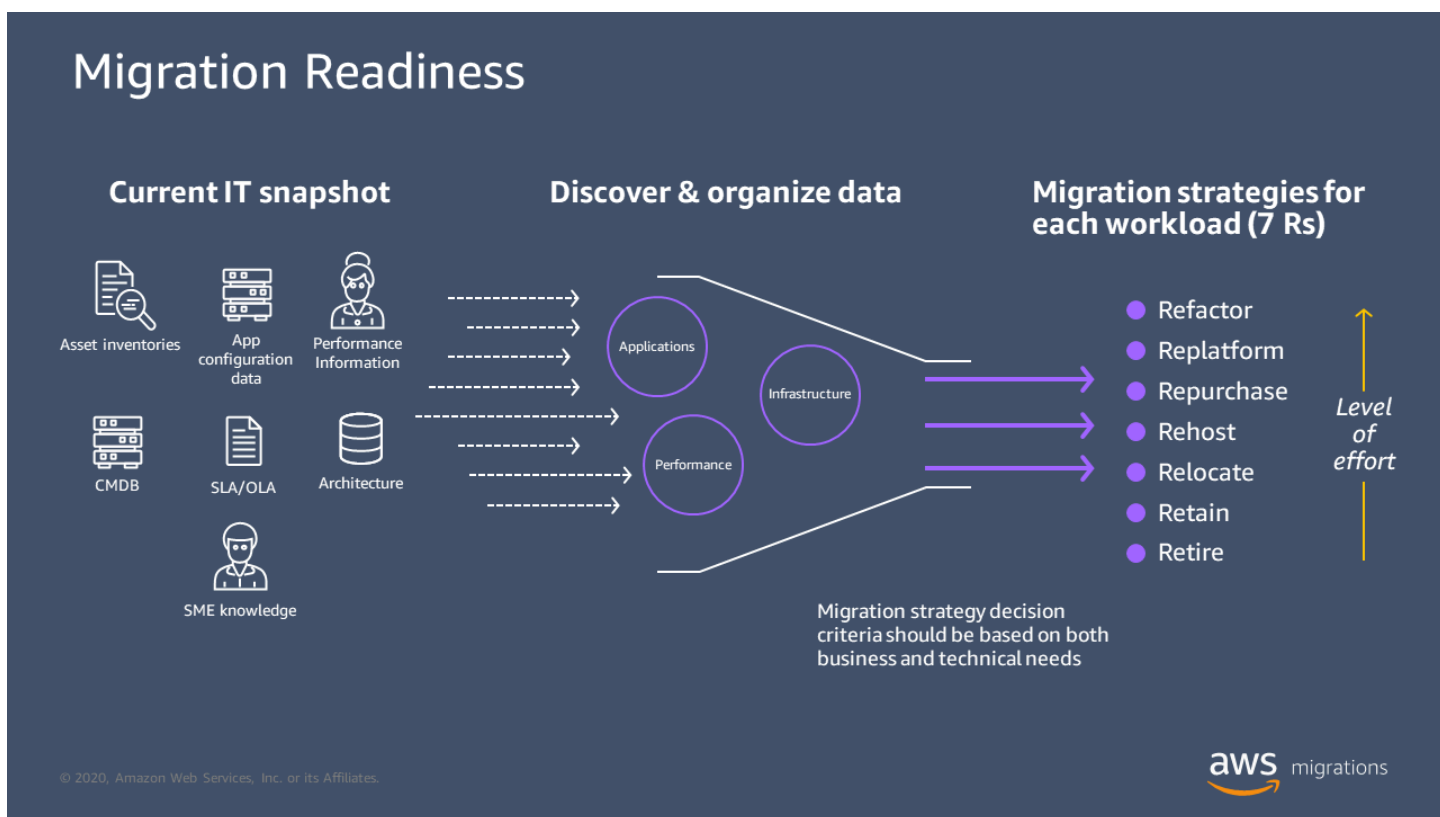 Migration Readiness
Current IT snapshot
Asset inventories
App
configuration
data
Performance
Information
CMDB
SLA/OLA
Architecture
SME knowledge
Discover & organize data
Applications
Infrastructure
Performance
Migration strategies for
each workload (7 Rs)
Refactor
Replatform
Repurchase
Rehost
Relocate
Retain
Retire
Level
of
effort
Migration strategy decision
criteria should be based on both
business and technical needs
© 2020, Amazon Web Services, Inc. or its Affiliates.
aws migrations